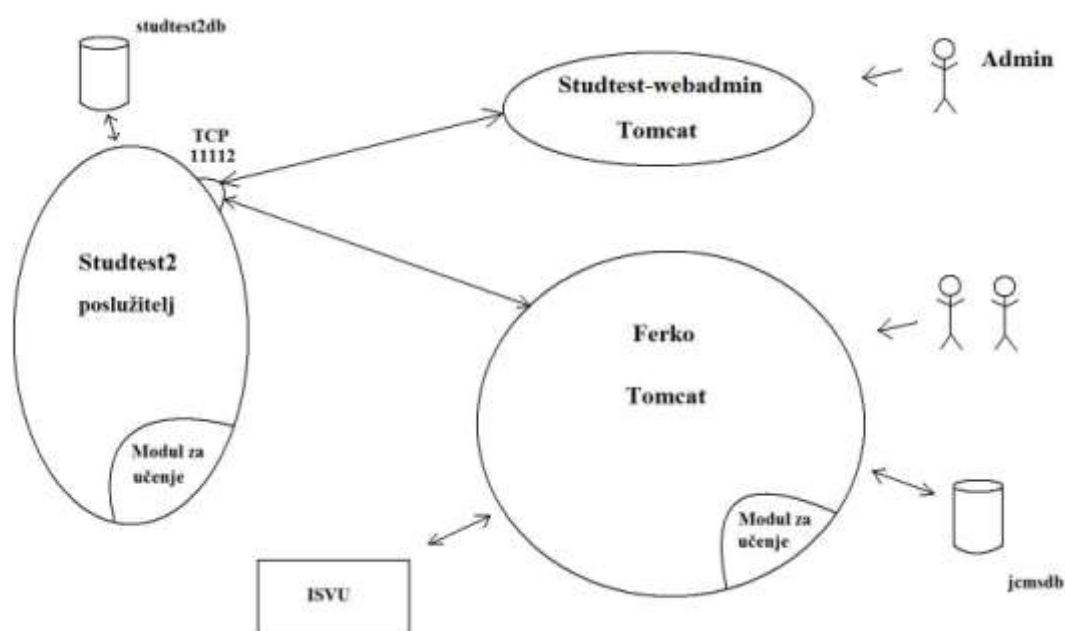 studtest2db
TCP
11112
Studtest-webadmin
Tomcat
Admin
Studtest2
poslužitelj
Ferko
Tomcat
Modul za
učenje
Modul za
učenje
ISVU
jcmsdb